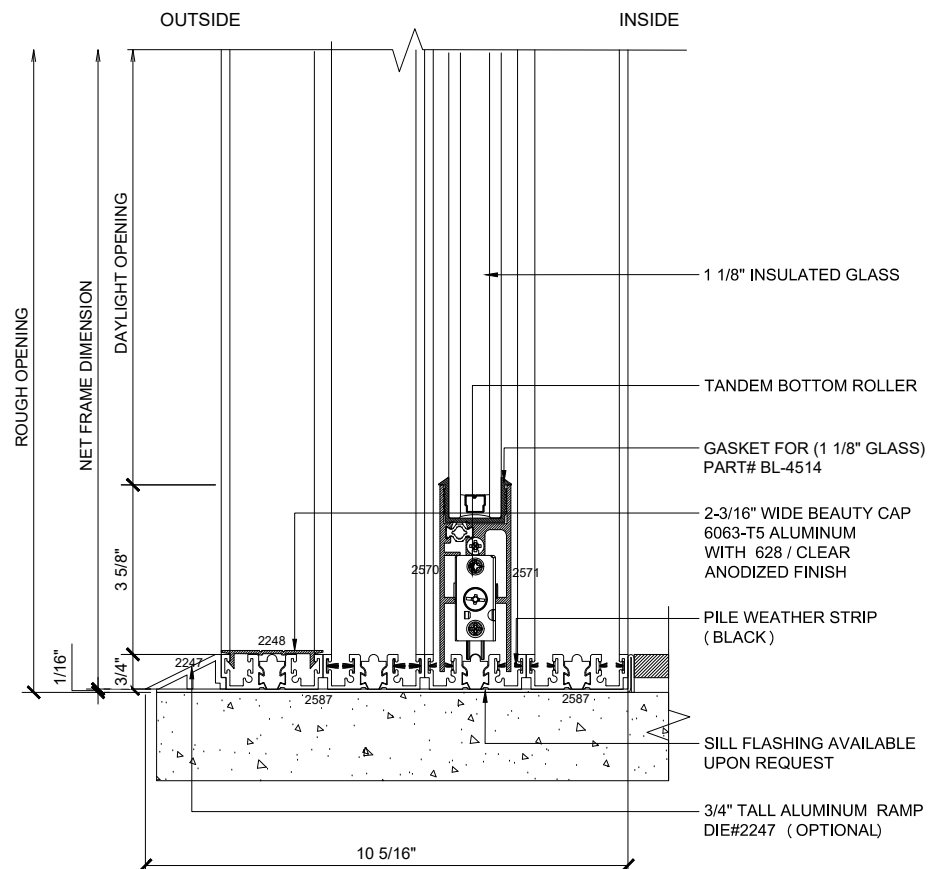 OUTSIDE
INSIDE
ROUGH OPENING
NET FRAME DIMENSION
DAYLIGHT OPENING
1 1/8" INSULATED GLASS
TANDEM BOTTOM ROLLER
GASKET FOR (1 1/8" GLASS)
PART# BL-4514
2-3/16" WIDE BEAUTY CAP
6063-T5 ALUMINUM
WITH 628 / CLEAR
ANODIZED FINISH
2570
2571
3 5/8"
PILE WEATHER STRIP
( BLACK )
2248
2247
1/16"
3/4"
2587
2587
SILL FLASHING AVAILABLE
UPON REQUEST
3/4" TALL ALUMINUM RAMP
DIE#2247 ( OPTIONAL)
10 5/16"